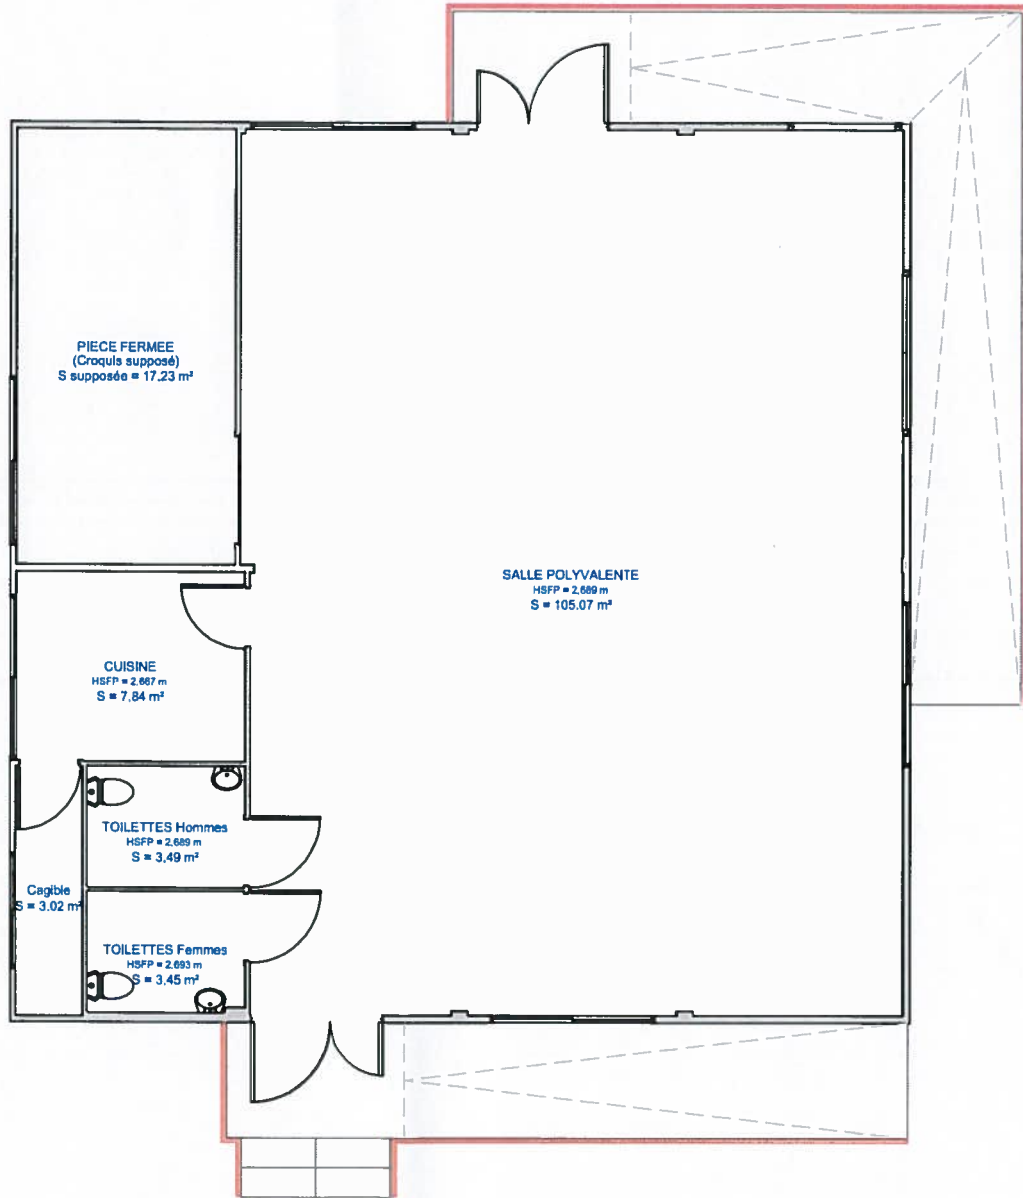 PIECE FERMEE
(Croquis supposé)
S supposée = 17.23 m²
SALLE POLYVALENTE
HSFP = 2,689 m
S = 105.07 m²
CUISINE
HSFP = 2,687 m
S = 7,84 m²
TOILETTES Hommes
HSFP = 2,689 m
S = 3,49 m²
Cagible
S = 3.02 m²
TOILETTES Femmes
HSFP = 2,693 m
S = 3,45 m²